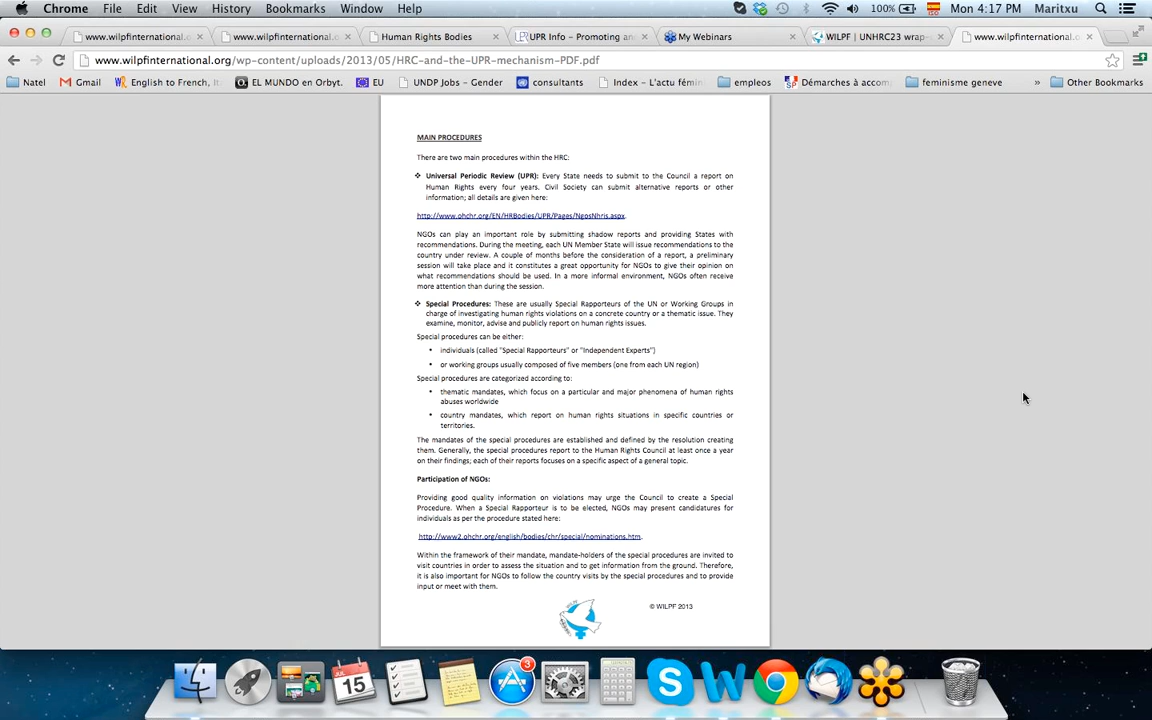 Chrome File Edit View History Bookmarks Window Help 100% Mon 4:17 PM Maritxu
www.wilpfinternational.o × www.wilpfinternational.o × Human Rights Bodies × UPR Info – Promoting an × My Webinars × WILPF | UNHRC23 wrap- × www.wilpfinternational.o ×
www.wilpfinternational.org/wp-content/uploads/2013/05/HRC-and-the-UPR-mechanism-PDF.pdf
Natel Gmail English to French, It EL MUNDO en Orbyt. EU UNDP Jobs - Gender consultants Index - L'actu fémin empleos Démarches à accom feminisme geneve » Other Bookmarks
MAIN PROCEDURES
There are two main procedures within the HRC:
❖ Universal Periodic Review (UPR): Every State needs to submit to the Council a report on
Human Rights every four years. Civil Society can submit alternative reports or other
information; all details are given here:
http://www.ohchr.org/EN/HRBodies/UPR/Pages/NgosNhris.aspx.
NGOs can play an important role by submitting shadow reports and providing States with
recommendations. During the meeting, each UN Member State will issue recommendations to the
country under review. A couple of months before the consideration of a report, a preliminary
session will take place and it constitutes a great opportunity for NGOs to give their opinion on
what recommendations should be used. In a more informal environment, NGOs often receive
more attention than during the session.
❖ Special Procedures: These are usually Special Rapporteurs of the UN or Working Groups in
charge of investigating human rights violations on a concrete country or a thematic issue. They
examine, monitor, advise and publicly report on human rights issues.
Special procedures can be either:
• individuals (called "Special Rapporteurs" or "Independent Experts")
• or working groups usually composed of five members (one from each UN region)
Special procedures are categorized according to:
• thematic mandates, which focus on a particular and major phenomena of human rights
abuses worldwide
• country mandates, which report on human rights situations in specific countries or
territories.
The mandates of the special procedures are established and defined by the resolution creating
them. Generally, the special procedures report to the Human Rights Council at least once a year
on their findings; each of their reports focuses on a specific aspect of a general topic.
Participation of NGOs:
Providing good quality information on violations may urge the Council to create a Special
Procedure. When a Special Rapporteur is to be elected, NGOs may present candidatures for
individuals as per the procedure stated here:
http://www2.ohchr.org/english/bodies/chr/special/nominations.htm.
Within the framework of their mandate, mandate-holders of the special procedures are invited to
visit countries in order to assess the situation and to get information from the ground. Therefore,
it is also important for NGOs to follow the country visits by the special procedures and to provide
input or meet with them.
© WILPF 2013
JUL
15
3